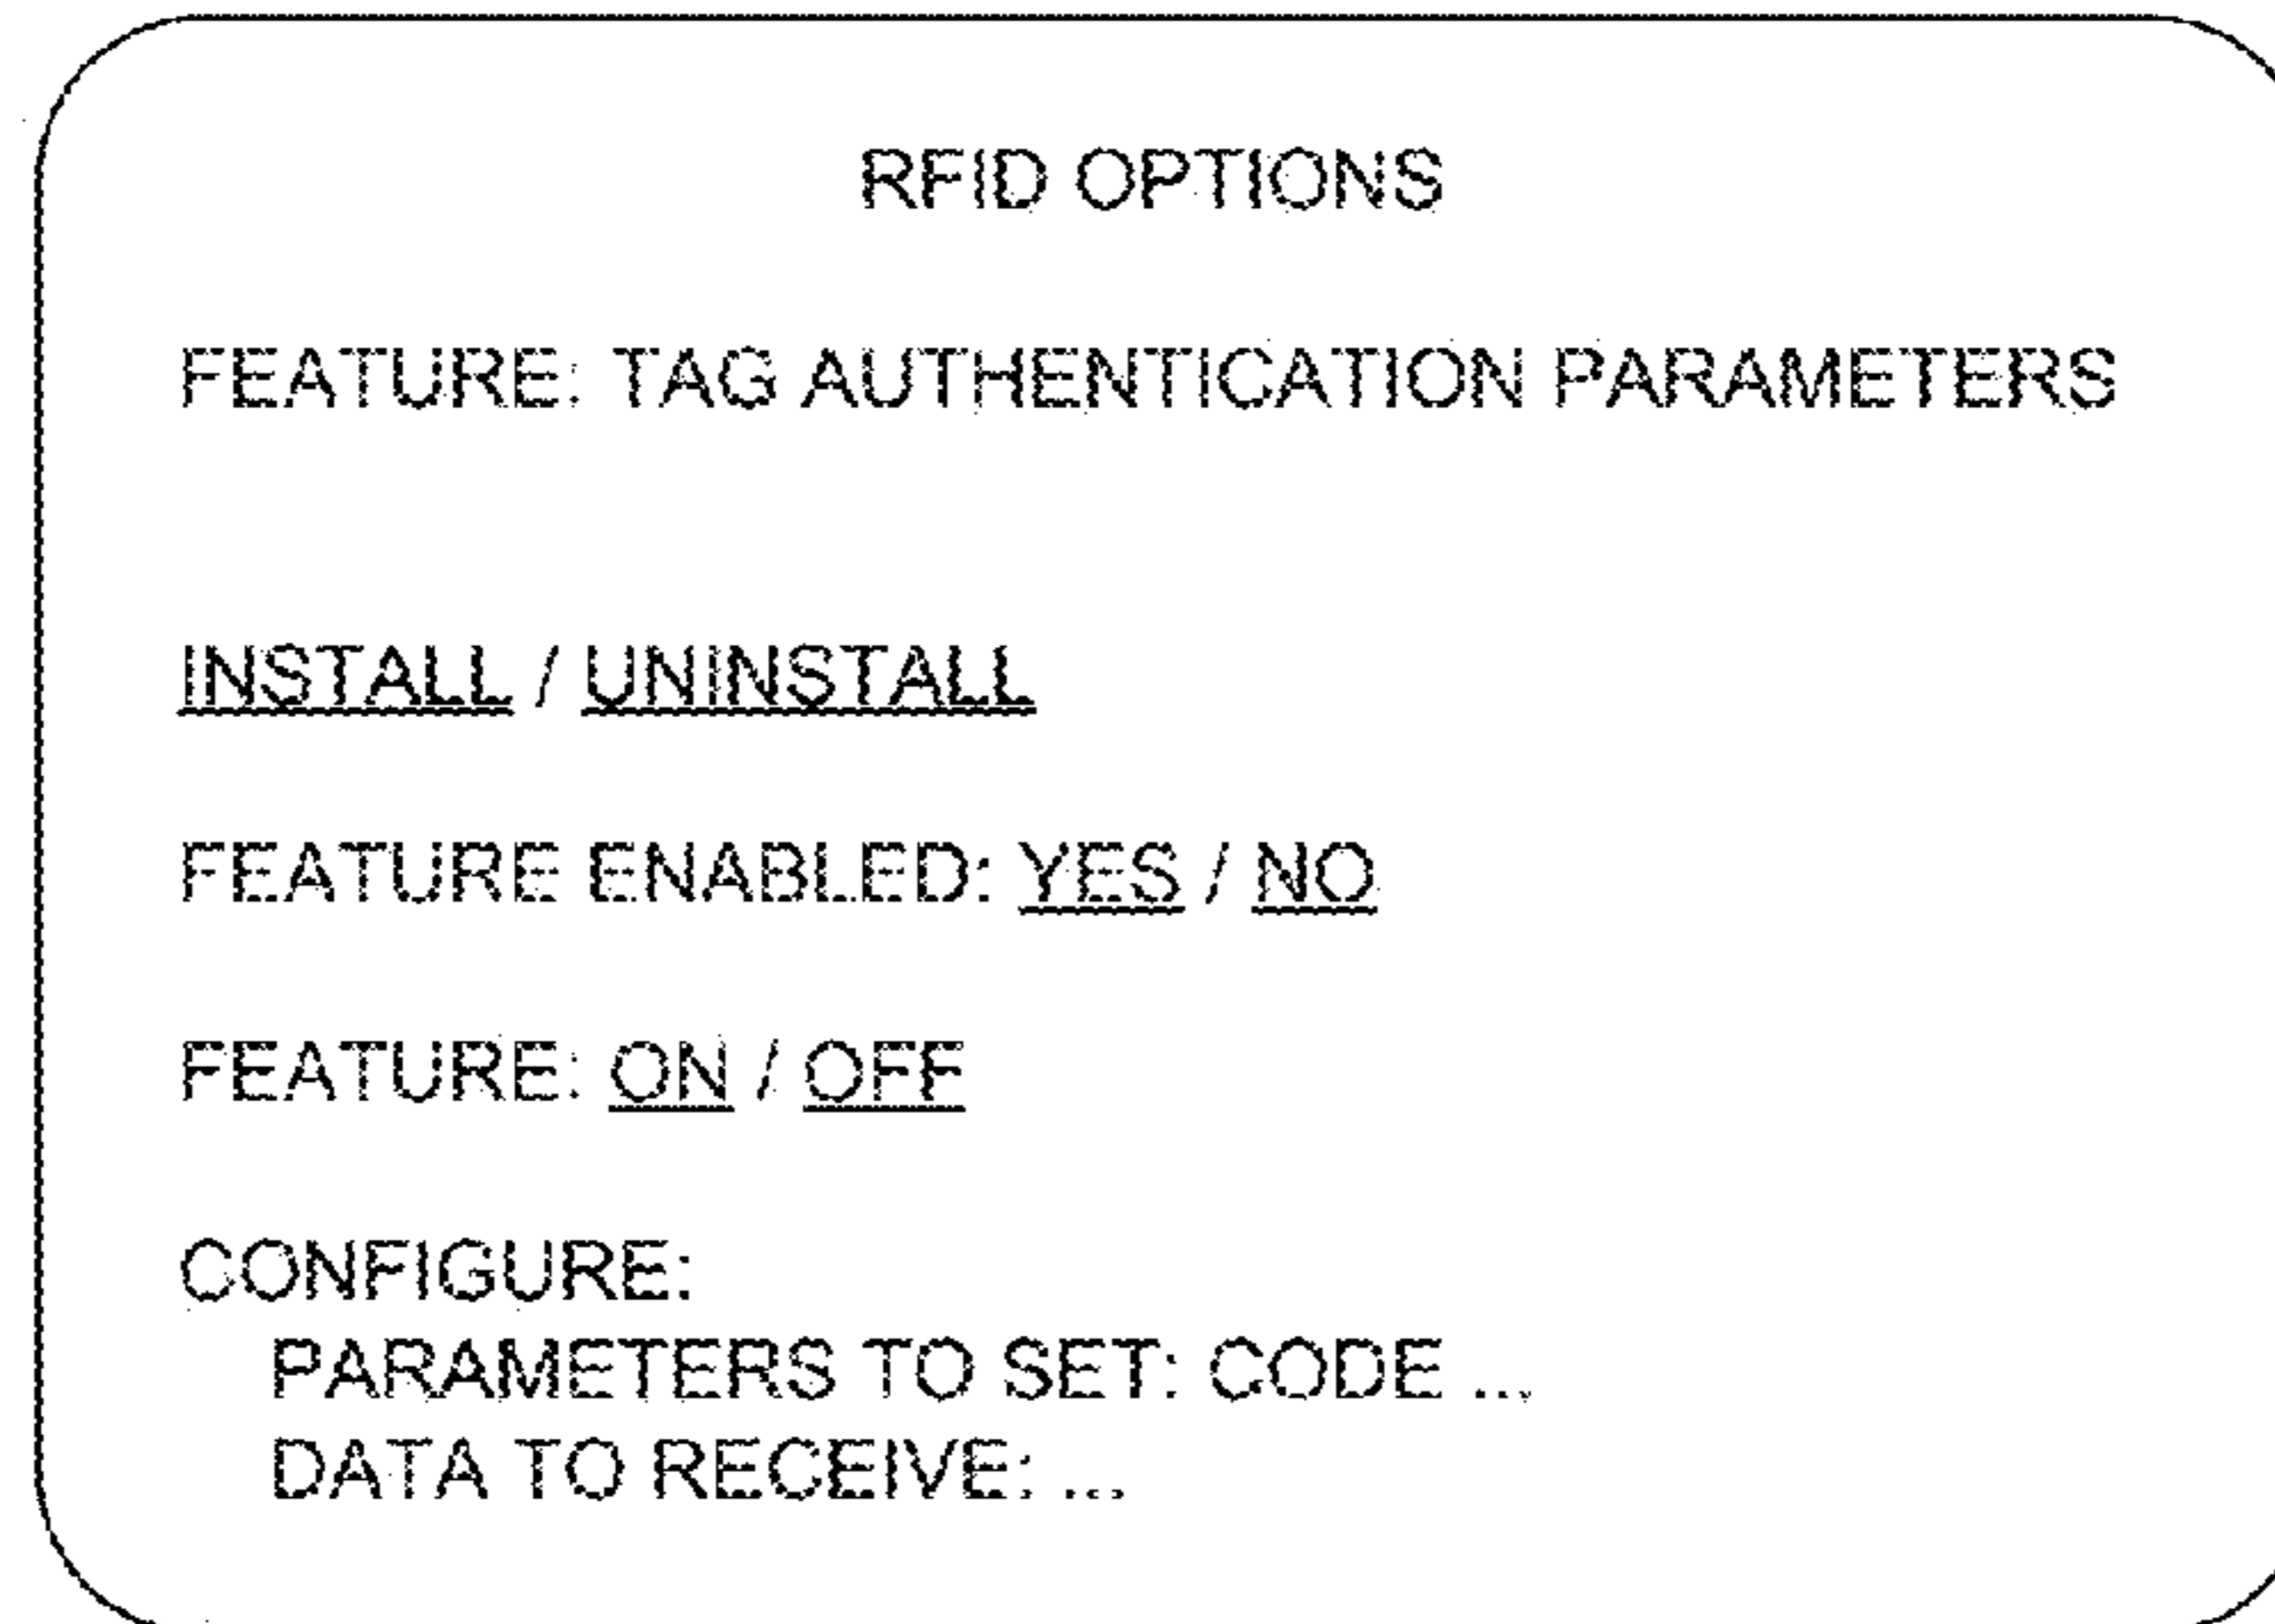 RFID OPTIONS
FEATURE: TAG AUTHENTICATION PARAMETERS
INSTALL / UNINSTALL
FEATURE ENABLED: YES / NO
FEATURE: ON / OFF
CONFIGURE:
PARAMETERS TO SET: CODE ...
DATA TO RECEIVE: ...